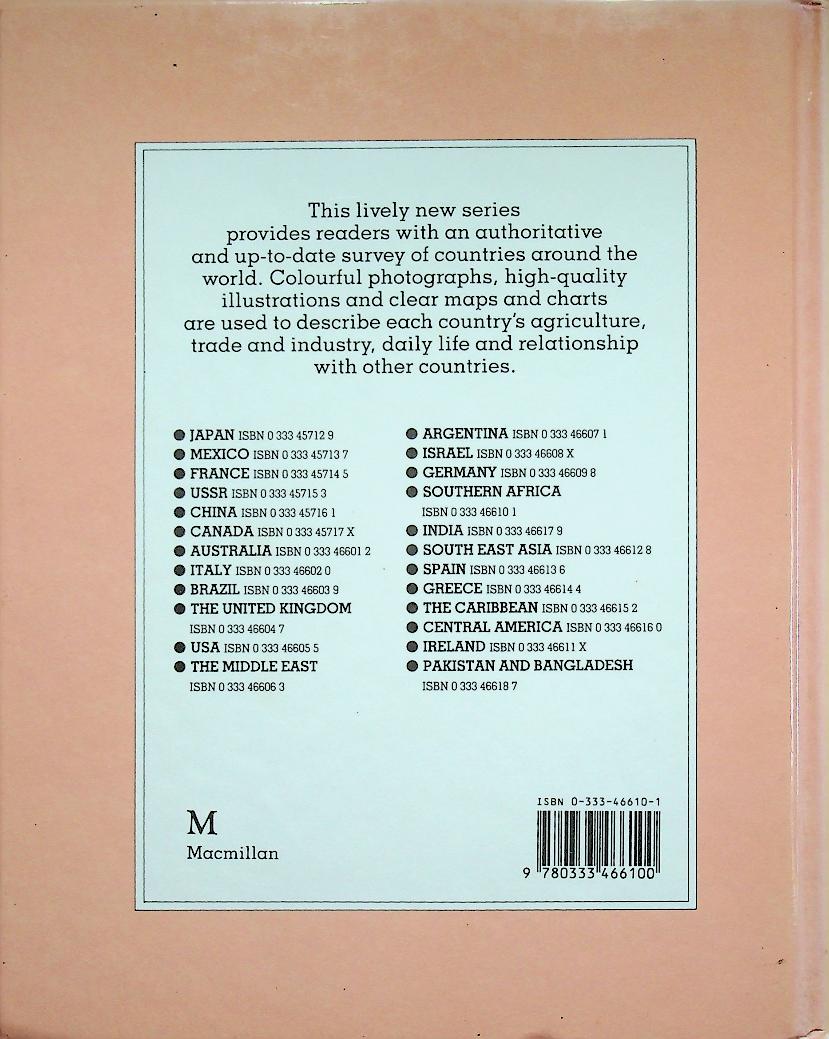 This lively new series
provides readers with an authoritative
and up-to-date survey of countries around the
world. Colourful photographs, high-quality
illustrations and clear maps and charts
are used to describe each country's agriculture,
trade and industry, daily life and relationship
with other countries.
● JAPAN ISBN 0 333 45712 9
● MEXICO ISBN 0 333 45713 7
● FRANCE ISBN 0 333 45714 5
● USSR ISBN 0 333 45715 3
● CHINA ISBN 0 333 45716 1
● CANADA ISBN 0 333 45717 X
● AUSTRALIA ISBN 0 333 46601 2
● ITALY ISBN 0 333 46602 0
● BRAZIL ISBN 0 333 46603 9
● THE UNITED KINGDOM
ISBN 0 333 46604 7
● USA ISBN 0 333 46605 5
● THE MIDDLE EAST
ISBN 0 333 46606 3
● ARGENTINA ISBN 0 333 46607 1
● ISRAEL ISBN 0 333 46608 X
● GERMANY ISBN 0 333 46609 8
● SOUTHERN AFRICA
ISBN 0 333 46610 1
● INDIA ISBN 0 333 46617 9
● SOUTH EAST ASIA ISBN 0 333 46612 8
● SPAIN ISBN 0 333 46613 6
● GREECE ISBN 0 333 46614 4
● THE CARIBBEAN ISBN 0 333 46615 2
● CENTRAL AMERICA ISBN 0 333 46616 0
● IRELAND ISBN 0 333 46611 X
● PAKISTAN AND BANGLADESH
ISBN 0 333 46618 7
M
Macmillan
ISBN 0-333-46610-1
9 780333 466100